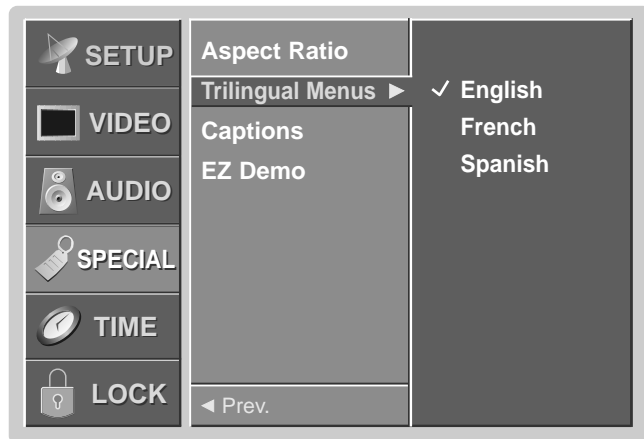 SETUP
VIDEO
AUDIO
SPECIAL
TIME
LOCK
Aspect Ratio
Trilingual Menus ►
Captions
EZ Demo
◄ Prev.
✓ English
French
Spanish